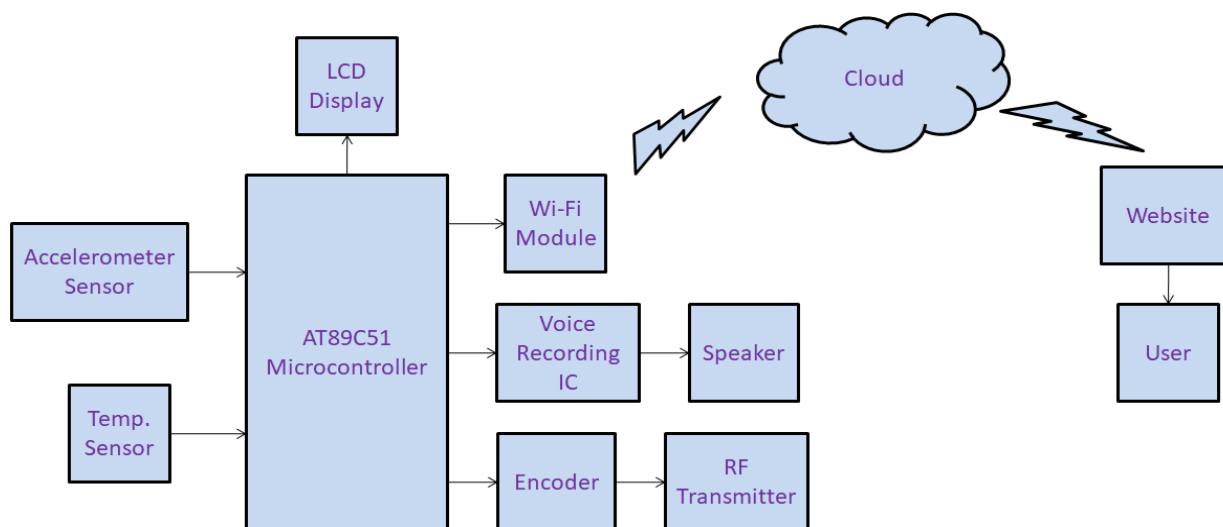 LCD
Display
Cloud
Wi-Fi
Module
Website
Accelerometer
Sensor
AT89C51
Microcontroller
Voice
Recording
IC
Speaker
User
Temp.
Sensor
Encoder
RF
Transmitter